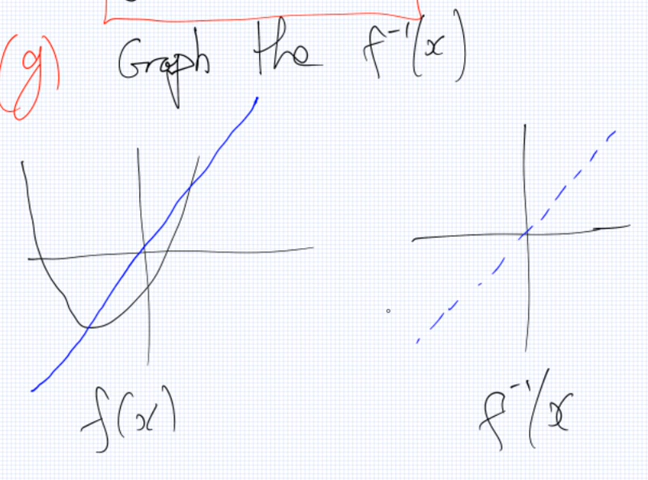 (g) Graph the f⁻¹(x)
f(x) f⁻¹(x